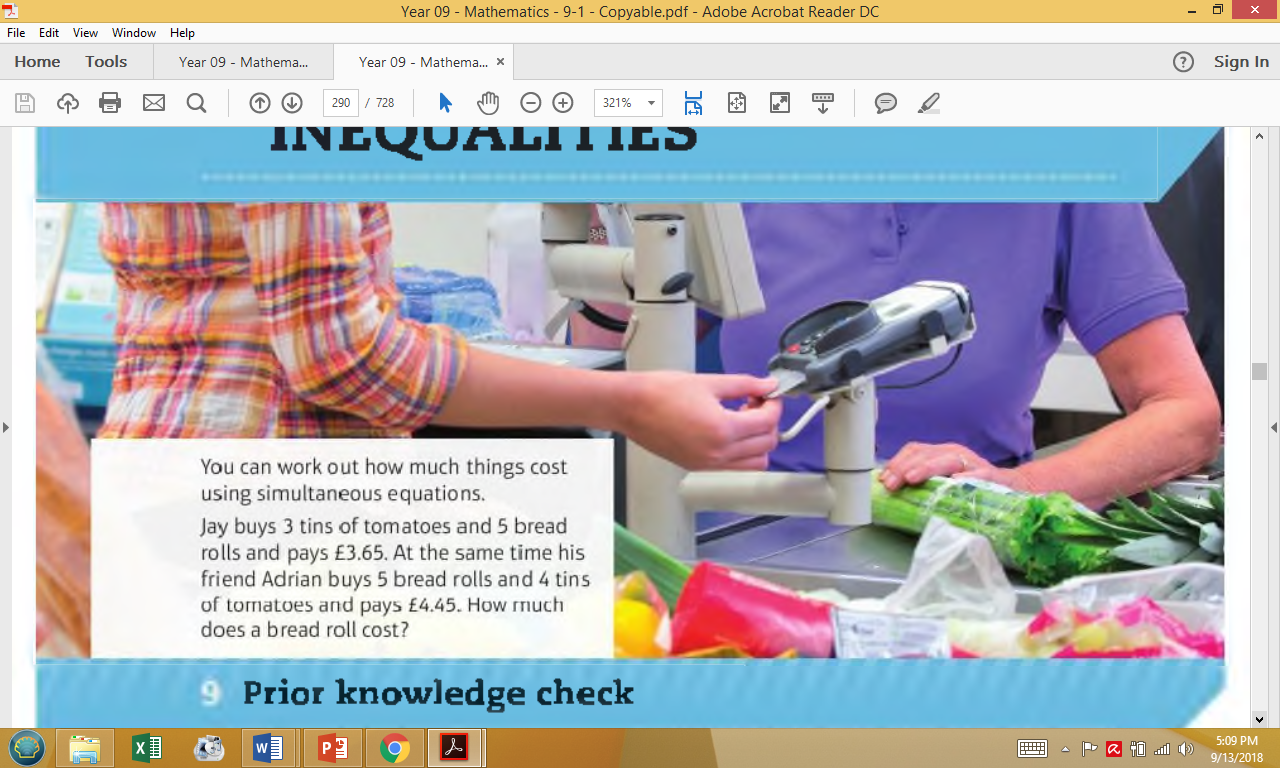 Year 09 - Mathematics - 9-1 - Copyable.pdf - Adobe Acrobat Reader DC
File Edit View Window Help
Home Tools Year 09 - Mathema... Year 09 - Mathema... ×
Sign In
290 / 728
321%
INEQUALITIES
You can work out how much things cost
using simultaneous equations.
Jay buys 3 tins of tomatoes and 5 bread
rolls and pays £3.65. At the same time his
friend Adrian buys 5 bread rolls and 4 tins
of tomatoes and pays £4.45. How much
does a bread roll cost?
9 Prior knowledge check
5:09 PM
9/13/2018